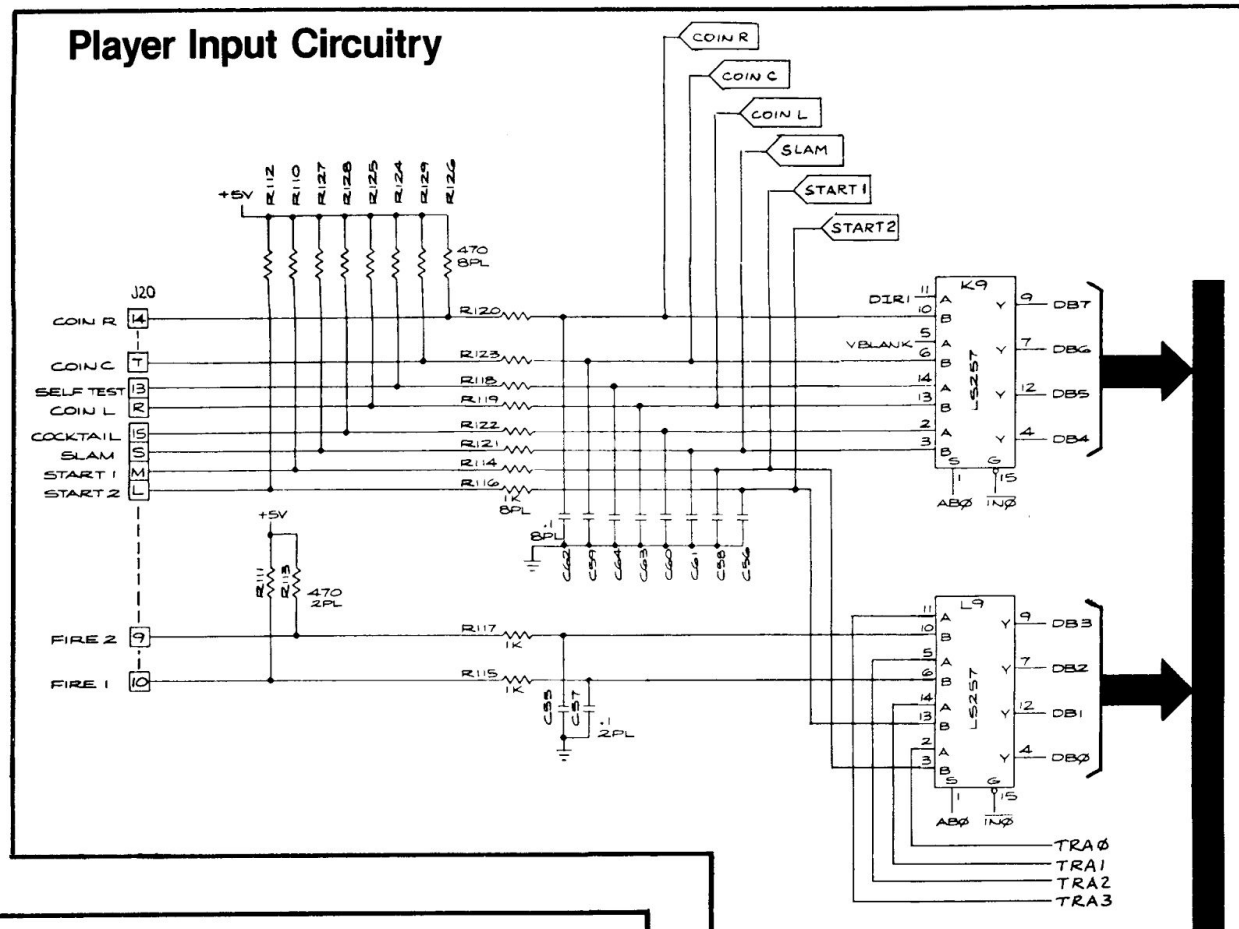 Player Input Circuitry
COIN R
COIN C
COIN L
SLAM
START 1
START 2
+5V
R112
R110
R127
R128
R125
R124
R129
R126
470
8PL
J20
COIN R 14
COIN C T
SELF TEST 13
COIN L R
COCKTAIL 15
SLAM S
START 1 M
START 2 L
R120
R123
R118
R119
R122
R121
R114
R116
1K
8PL
.1
8PL
C62
C59
C64
C63
C60
C61
C58
C56
K9
LS257
DIR1 11 A
10 B
VBLANK 5 A
6 B
14 A
13 B
2 A
3 B
Y 9 DB7
Y 7 DB6
Y 12 DB5
Y 4 DB4
S G
1 15
ABØ INØ
+5V
R111
R113
470
2PL
FIRE 2 9
FIRE 1 10
R117
1K
R115
1K
C55
C57
.1
2PL
L9
LS257
11 A
10 B
5 A
6 B
14 A
13 B
2 A
3 B
Y 9 DB3
Y 7 DB2
Y 12 DB1
Y 4 DBØ
S G
1 15
ABØ INØ
TRAØ
TRA1
TRA2
TRA3